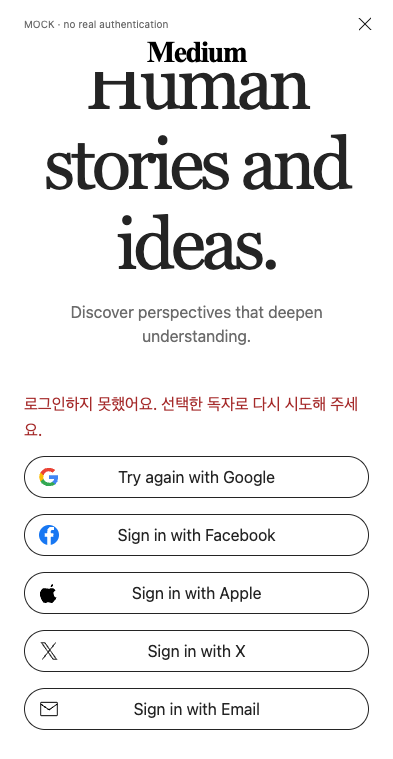 MOCK · no real authentication
Medium
Human
stories and
ideas.
Discover perspectives that deepen
understanding.
로그인하지 못했어요. 선택한 독자로 다시 시도해 주세
요.
Try again with Google
Sign in with Facebook
Sign in with Apple
Sign in with X
Sign in with Email